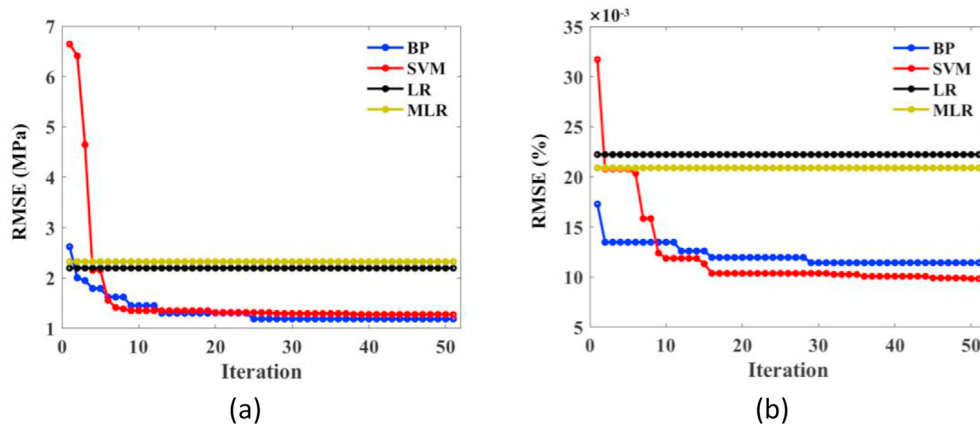 7
6
5
4
3
2
1
RMSE (MPa)
BP
SVM
LR
MLR
0 10 20 30 40 50
Iteration
(a)
×10⁻³
35
30
25
20
15
10
5
RMSE (%)
BP
SVM
LR
MLR
0 10 20 30 40 50
Iteration
(b)